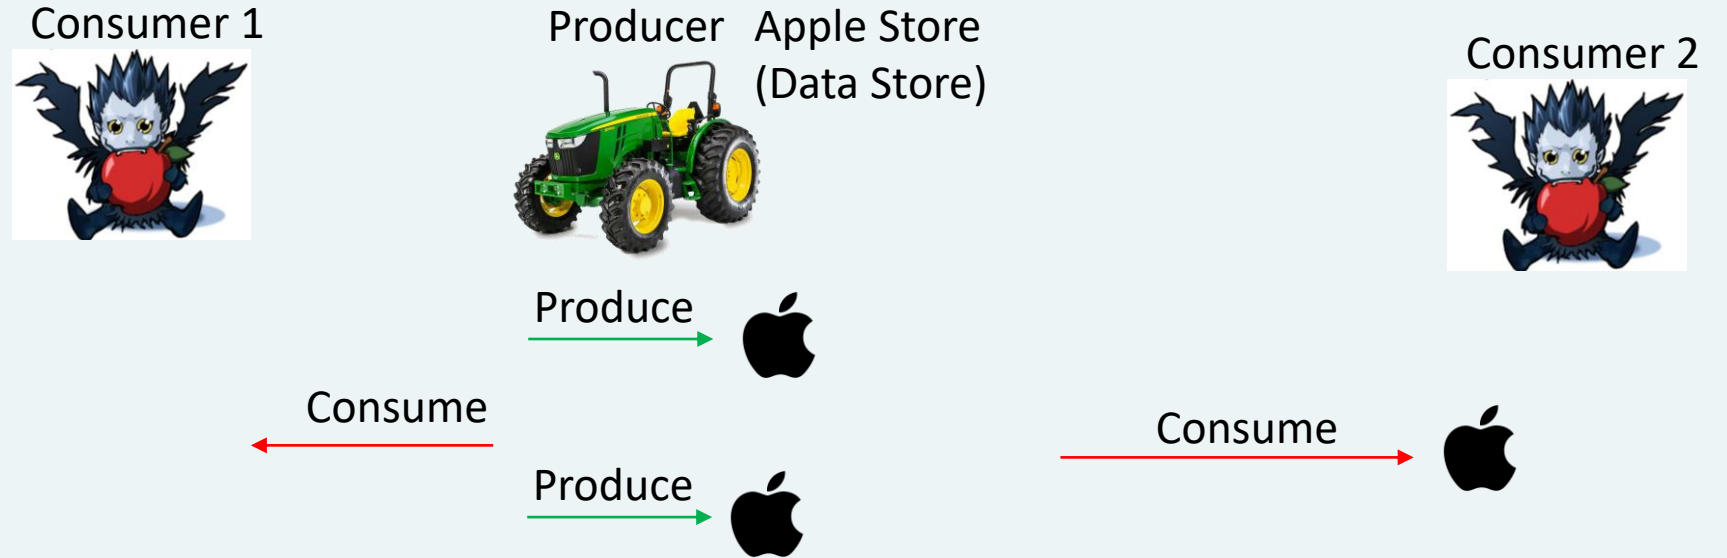 Consumer 1
Producer
Apple Store
(Data Store)
Consumer 2
Produce
Consume
Consume
Produce